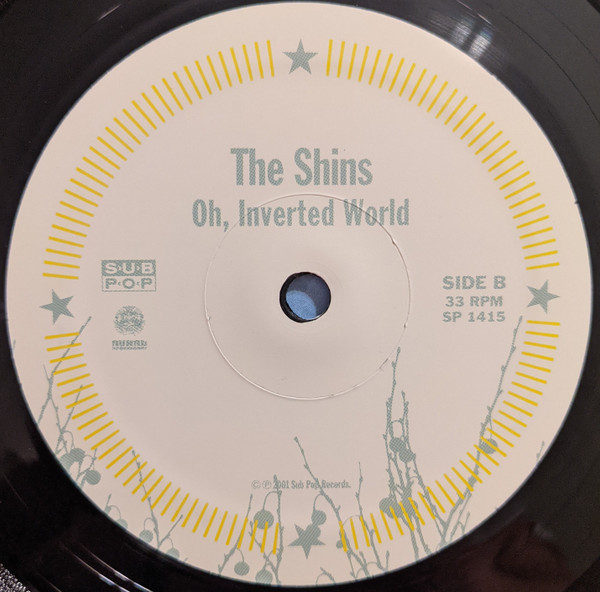 The Shins
Oh, Inverted World
SUB
POP
SIDE B
33 RPM
SP 1415
© ℗ 2001 Sub Pop Records.